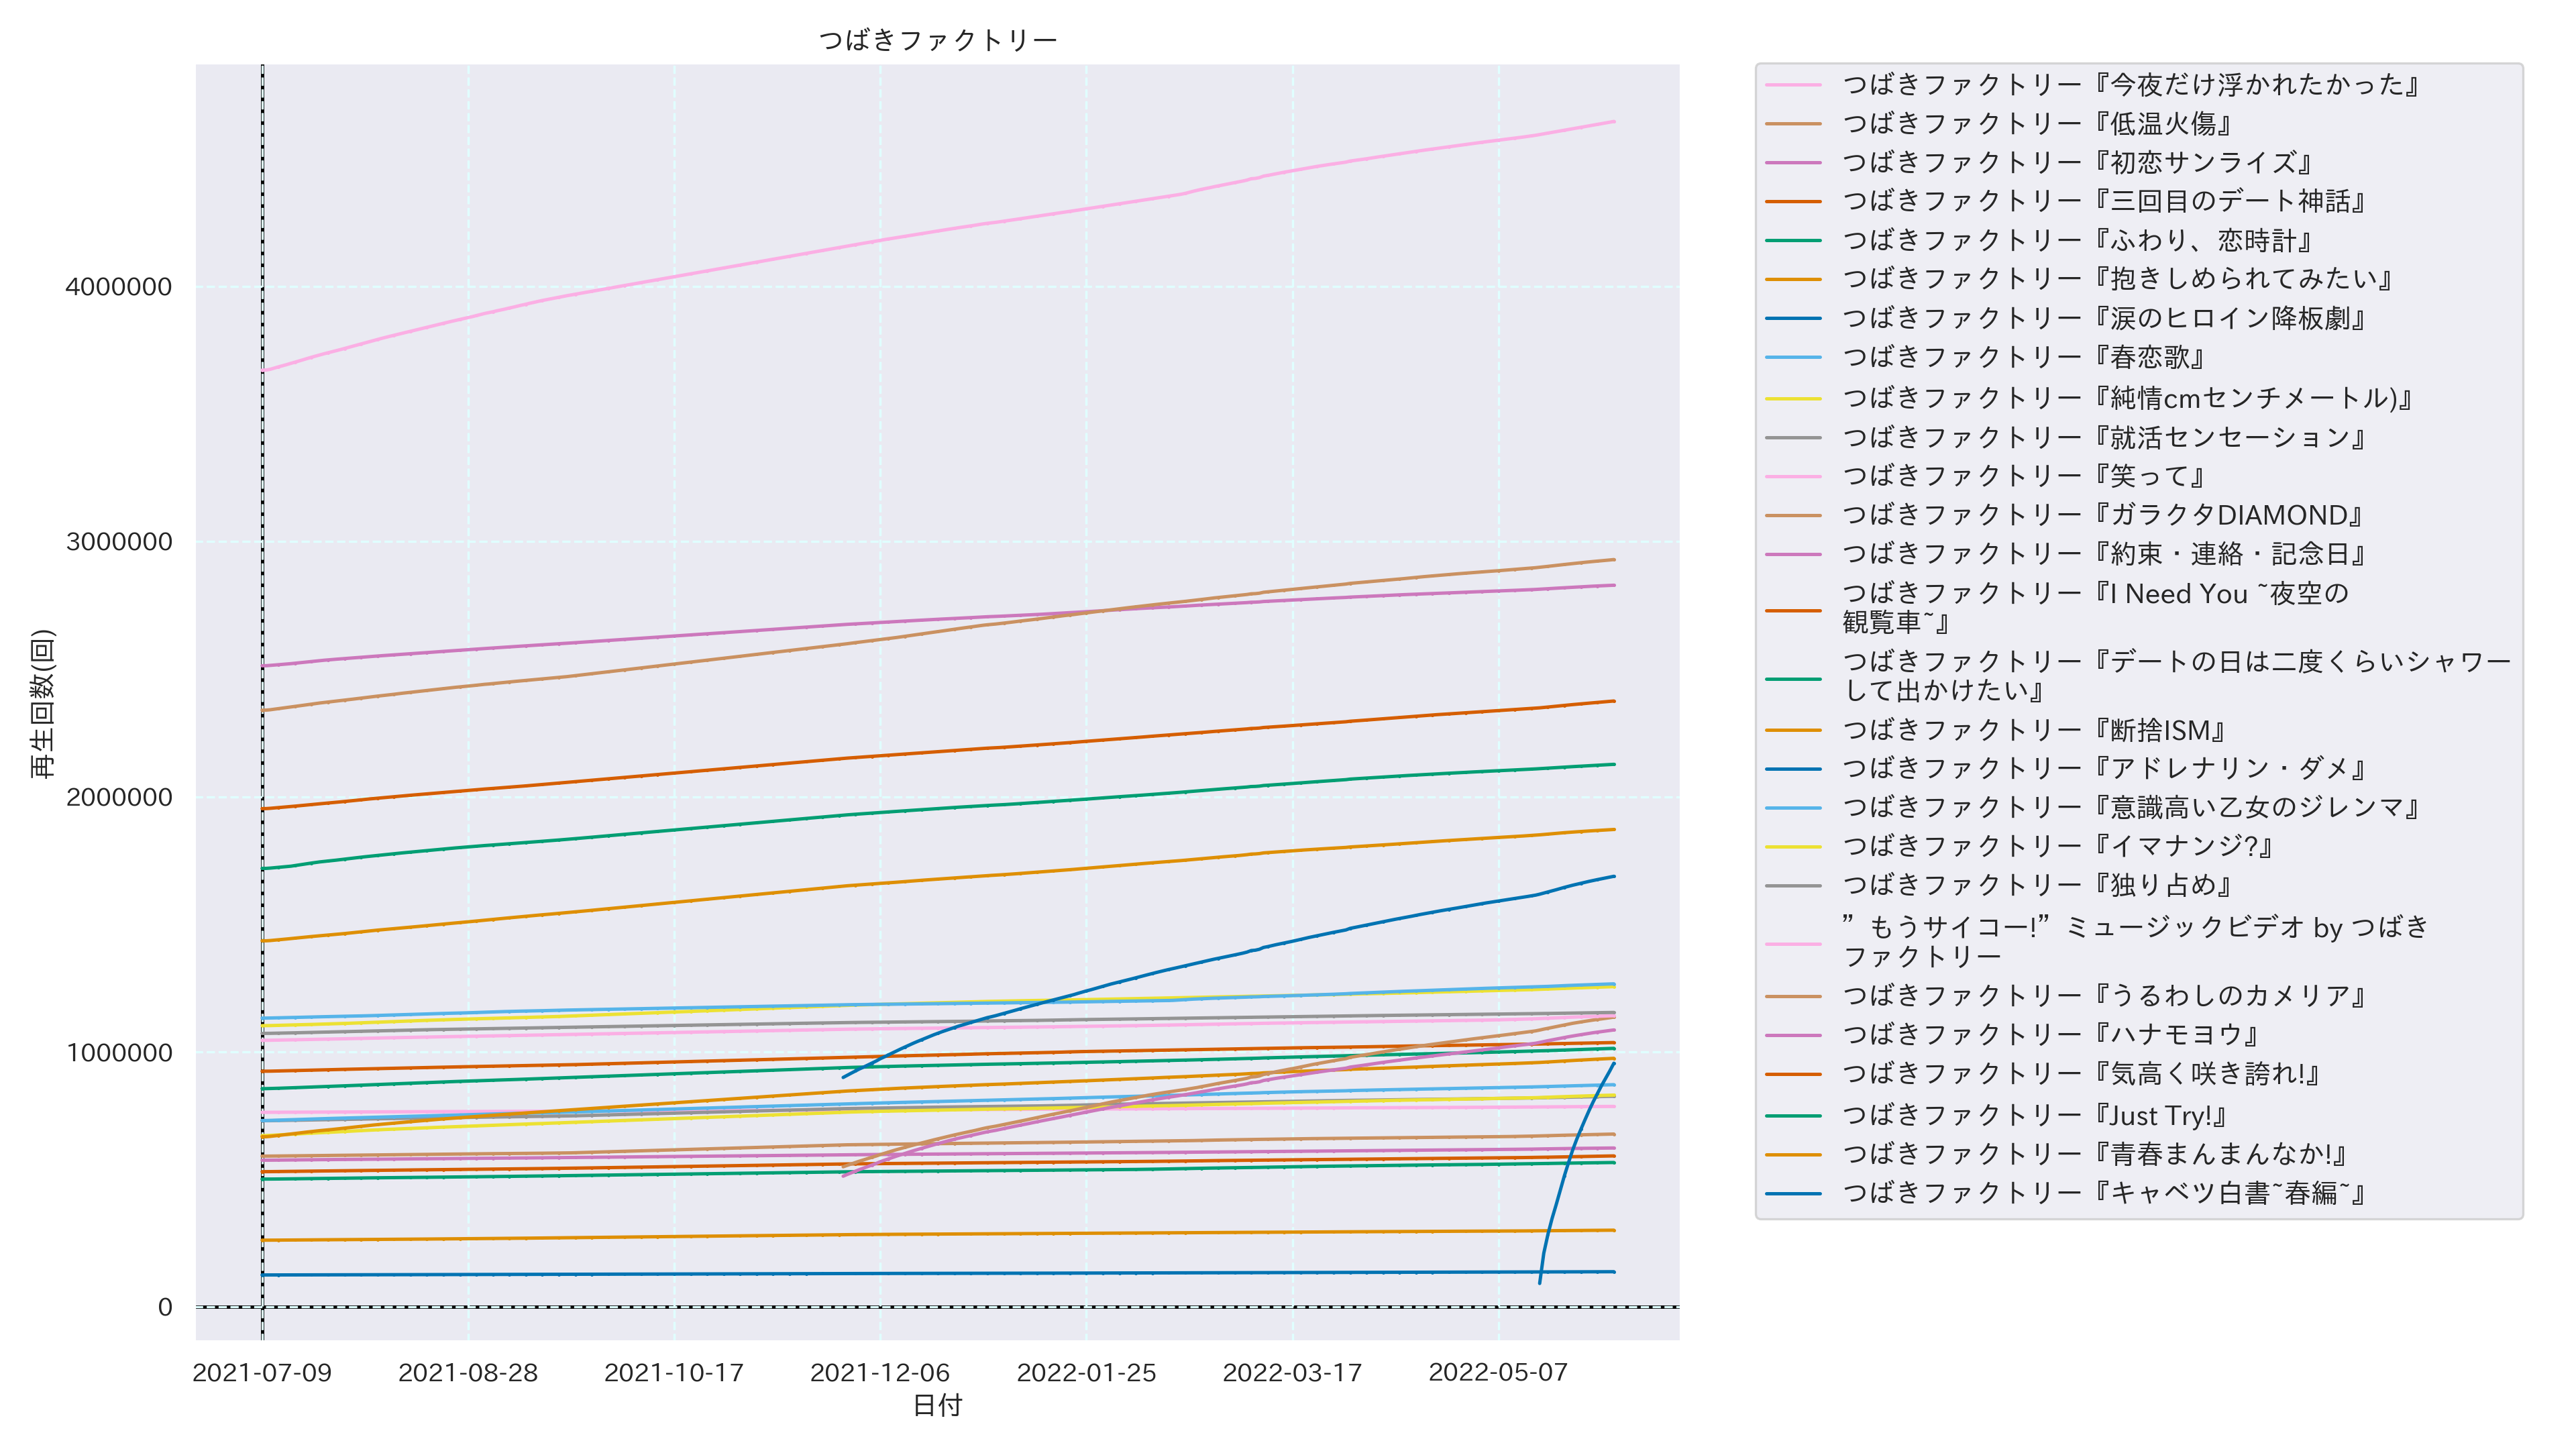 つばきファクトリー
再生回数(回)
4000000
3000000
2000000
1000000
0
2021-07-09
2021-08-28
2021-10-17
2021-12-06
2022-01-25
2022-03-17
2022-05-07
日付
つばきファクトリー『今夜だけ浮かれたかった』
つばきファクトリー『低温火傷』
つばきファクトリー『初恋サンライズ』
つばきファクトリー『三回目のデート神話』
つばきファクトリー『ふわり、恋時計』
つばきファクトリー『抱きしめられてみたい』
つばきファクトリー『涙のヒロイン降板劇』
つばきファクトリー『春恋歌』
つばきファクトリー『純情cmセンチメートル)』
つばきファクトリー『就活センセーション』
つばきファクトリー『笑って』
つばきファクトリー『ガラクタDIAMOND』
つばきファクトリー『約束・連絡・記念日』
つばきファクトリー『I Need You ~夜空の
観覧車~』
つばきファクトリー『デートの日は二度くらいシャワー
して出かけたい』
つばきファクトリー『断捨ISM』
つばきファクトリー『アドレナリン・ダメ』
つばきファクトリー『意識高い乙女のジレンマ』
つばきファクトリー『イマナンジ?』
つばきファクトリー『独り占め』
”もうサイコー!”ミュージックビデオ by つばき
ファクトリー
つばきファクトリー『うるわしのカメリア』
つばきファクトリー『ハナモヨウ』
つばきファクトリー『気高く咲き誇れ!』
つばきファクトリー『Just Try!』
つばきファクトリー『青春まんまんなか!』
つばきファクトリー『キャベツ白書~春編~』